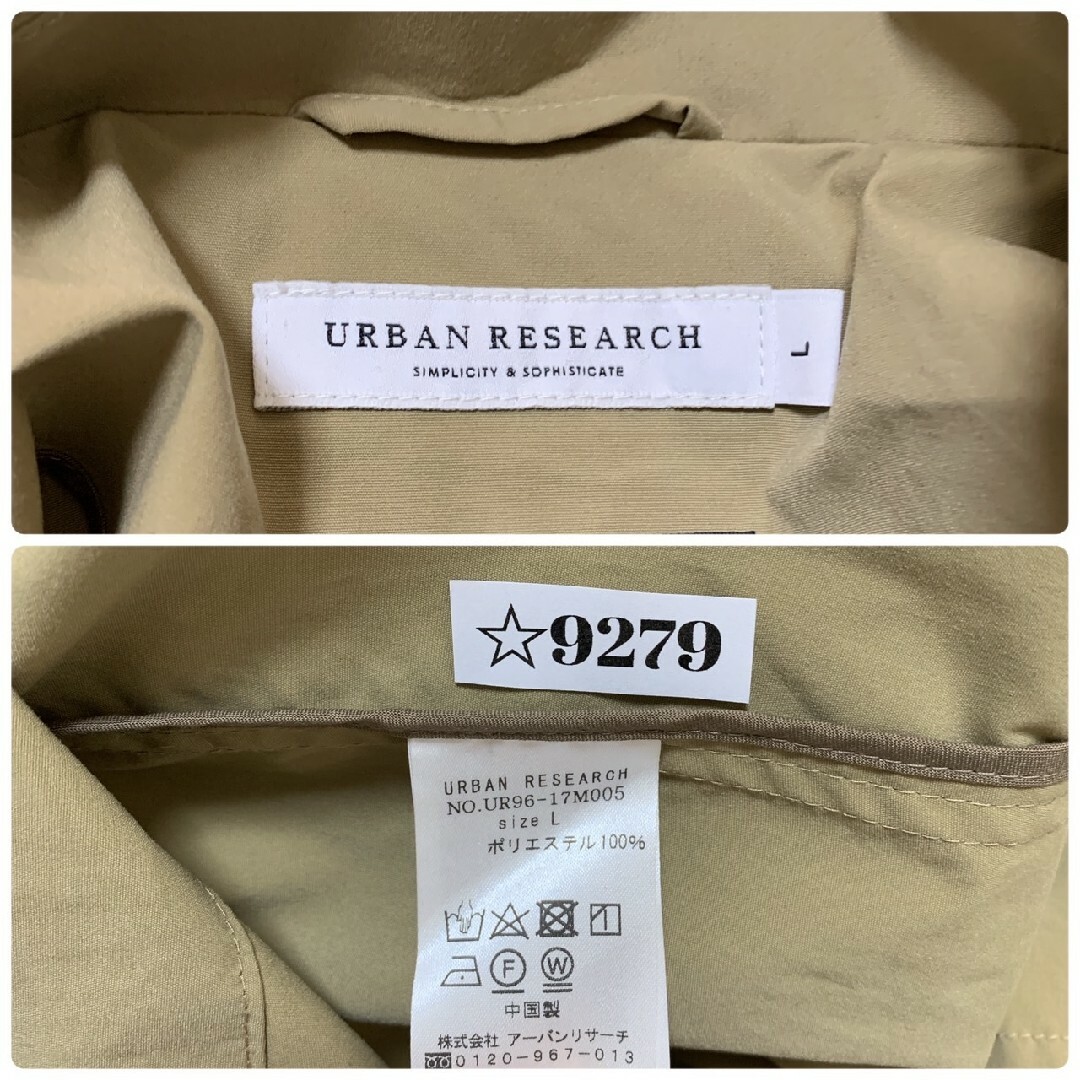 URBAN RESEARCH
SIMPLICITY & SOPHISTICATE
L
☆9279
URBAN RESEARCH
NO.UR96-17M005
size L
ポリエステル100%
F
W
中国製
株式会社 アーバンリサーチ
0120-967-013